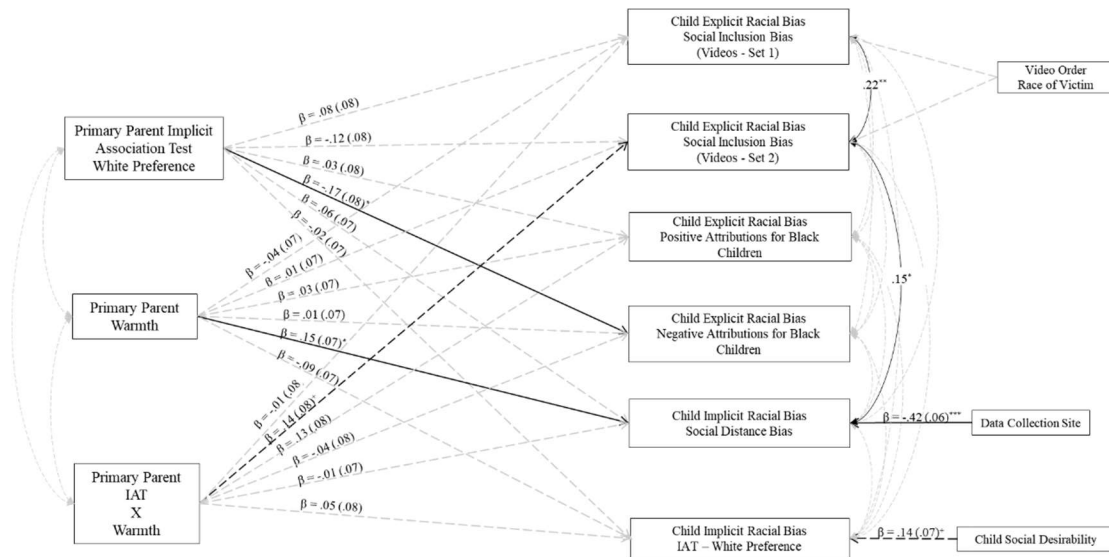 Child Explicit Racial Bias
Social Inclusion Bias
(Videos - Set 1)
Video Order
Race of Victim
.22**
β = .08 (.08)
Primary Parent Implicit
Association Test
White Preference
β = -.12 (.08)
Child Explicit Racial Bias
Social Inclusion Bias
(Videos - Set 2)
β = .03 (.08)
β = -.17 (.08)*
β = .06 (.07)
β = -.02 (.07)
Child Explicit Racial Bias
Positive Attributions for Black
Children
β = -.04 (.07)
β = .01 (.07)
β = .03 (.07)
.15*
Primary Parent
Warmth
β = .01 (.07)
β = .15 (.07)*
β = -.09 (.07)
Child Explicit Racial Bias
Negative Attributions for Black
Children
β = -.01 (.08
β = .14 (.08)+
β = .13 (.08)
β = -.04 (.08)
β = -.01 (.07)
β = .05 (.08)
Child Implicit Racial Bias
Social Distance Bias
β = -.42 (.06)***
Data Collection Site
Primary Parent
IAT
X
Warmth
Child Implicit Racial Bias
IAT – White Preference
β = .14 (.07)+
Child Social Desirability